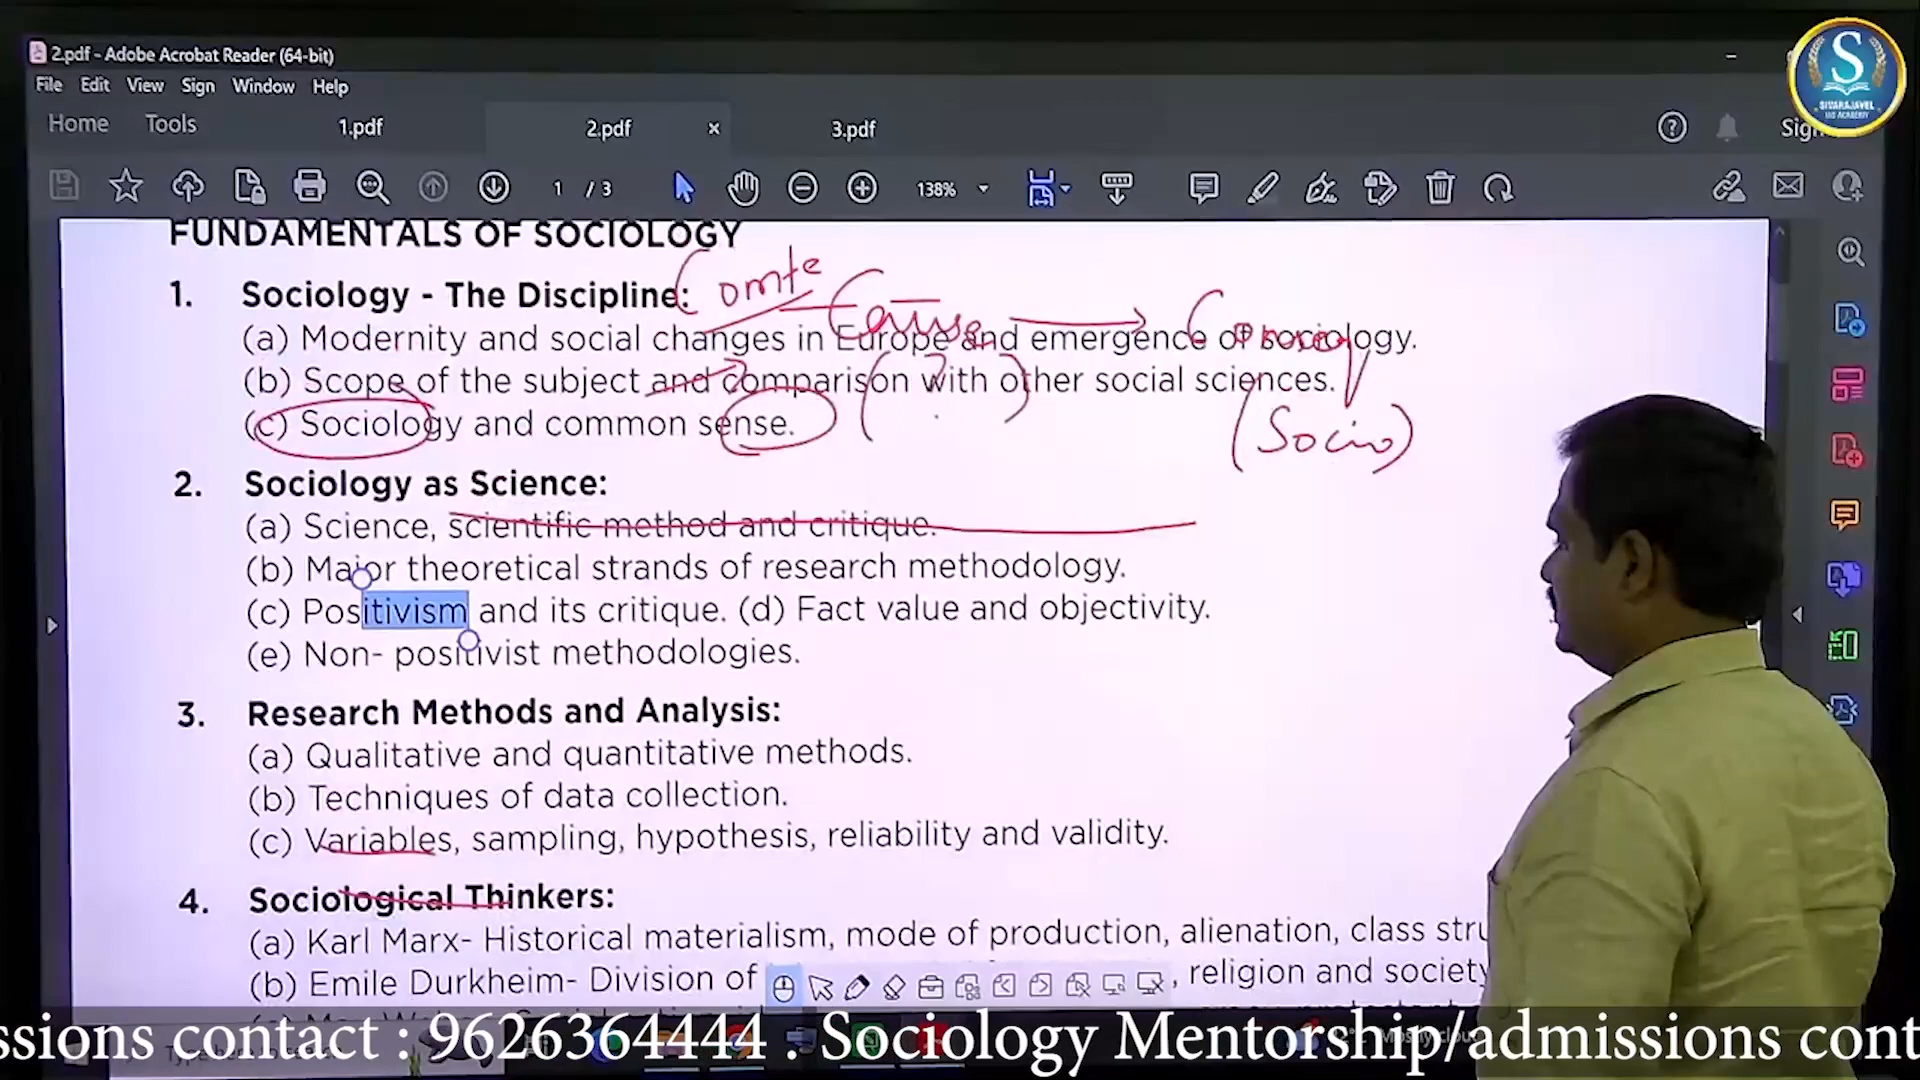 2.pdf - Adobe Acrobat Reader (64-bit)
File Edit View Sign Window Help
Home Tools 1.pdf 2.pdf × 3.pdf Sign
1 / 3 138%
S
SIVARAJAVEL
IAS ACADEMY
FUNDAMENTALS OF SOCIOLOGY
Comte
1. Sociology - The Discipline:
Cause
(a) Modernity and social changes in Europe and emergence of sociology.
(b) Scope of the subject and comparison with other social sciences.
( ? )
(c) Sociology and common sense.
(Socio)
2. Sociology as Science:
(a) Science, scientific method and critique.
(b) Major theoretical strands of research methodology.
(c) Positivism and its critique. (d) Fact value and objectivity.
(e) Non- positivist methodologies.
3. Research Methods and Analysis:
(a) Qualitative and quantitative methods.
(b) Techniques of data collection.
(c) Variables, sampling, hypothesis, reliability and validity.
4. Sociological Thinkers:
(a) Karl Marx- Historical materialism, mode of production, alienation, class stru
(b) Emile Durkheim- Division of , religion and society
ssions contact : 9626364444 . Sociology Mentorship/admissions cont